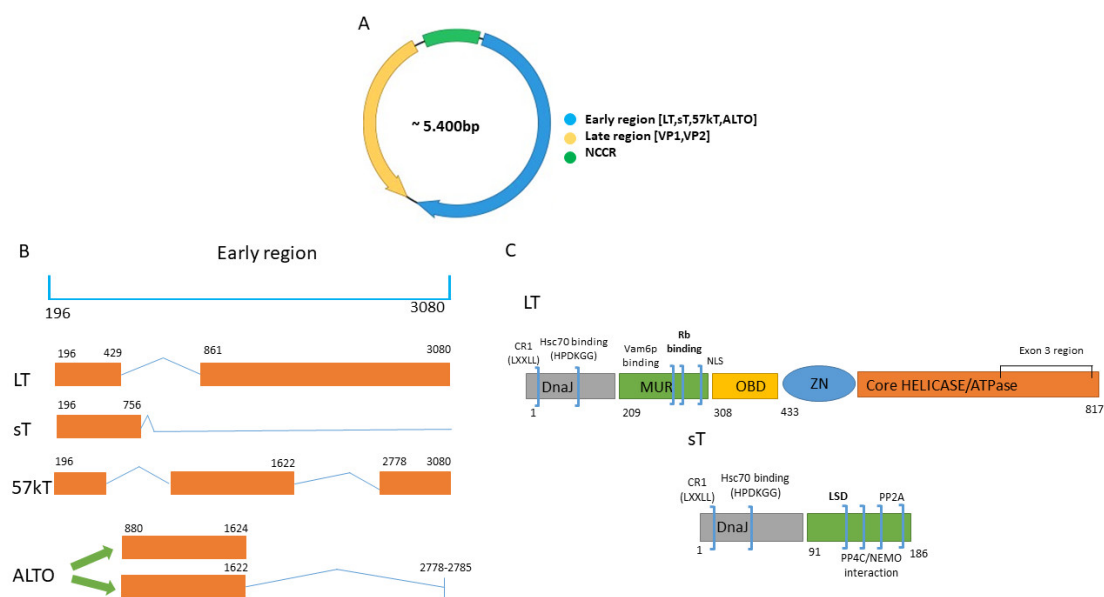 A
~ 5.400bp
Early region [LT,sT,57kT,ALTO]
Late region [VP1,VP2]
NCCR
B
Early region
196
3080
LT
196
429
861
3080
sT
196
756
57kT
196
1622
2778
3080
ALTO
880
1624
1622
2778-2785
C
LT
CR1
(LXXLL)
Hsc70 binding
(HPDKGG)
Vam6p
binding
Rb
binding
NLS
Exon 3 region
DnaJ
MUR
OBD
ZN
Core HELICASE/ATPase
1
209
308
433
817
sT
CR1
(LXXLL)
Hsc70 binding
(HPDKGG)
LSD
PP2A
DnaJ
1
91
186
PP4C/NEMO
interaction